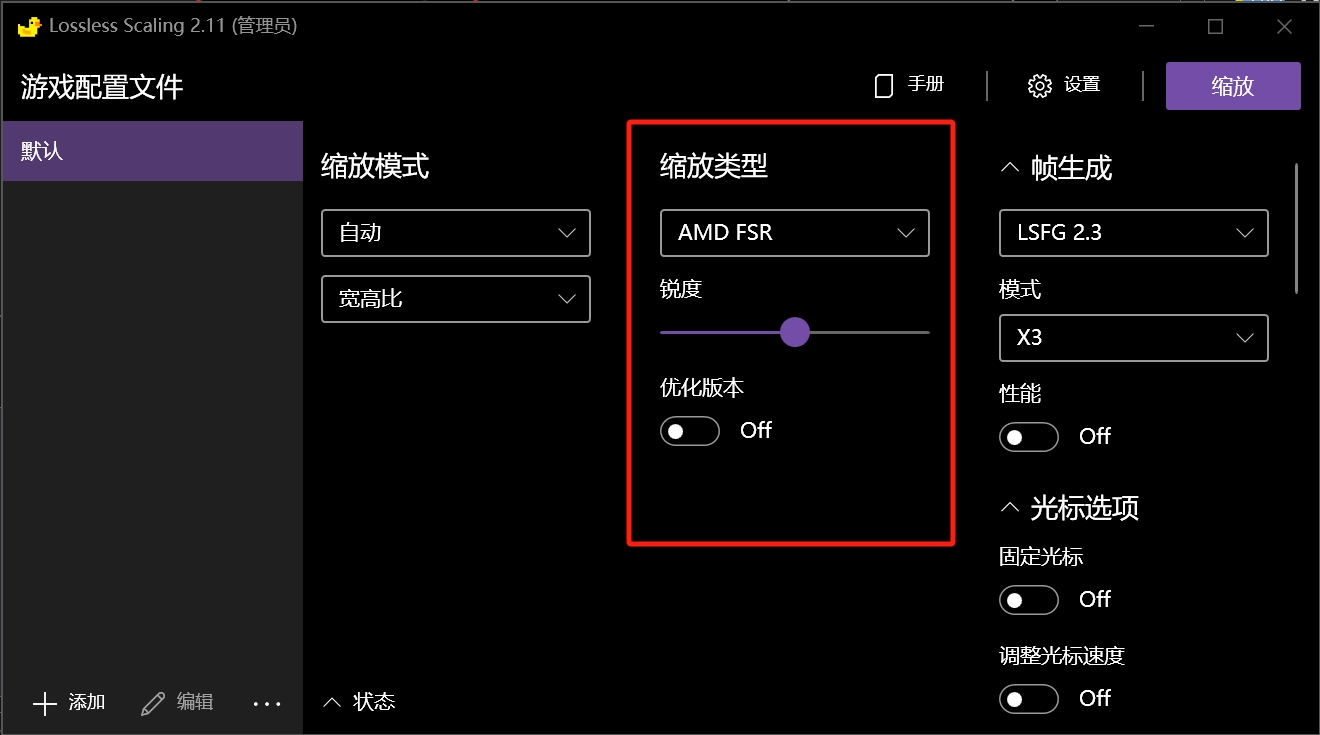 Lossless Scaling 2.11 (管理员)
游戏配置文件
手册
设置
缩放
默认
缩放模式
自动
宽高比
缩放类型
AMD FSR
锐度
优化版本
Off
帧生成
LSFG 2.3
模式
X3
性能
Off
光标选项
固定光标
Off
调整光标速度
Off
添加
编辑
...
状态